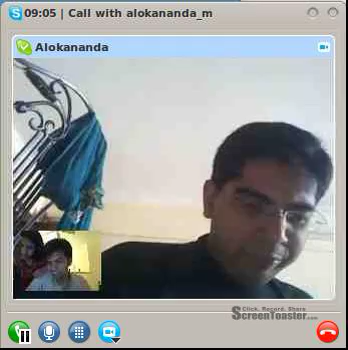 09:05 | Call with alokananda_m
Alokananda
Click. Record. Share
ScreenToaster.com